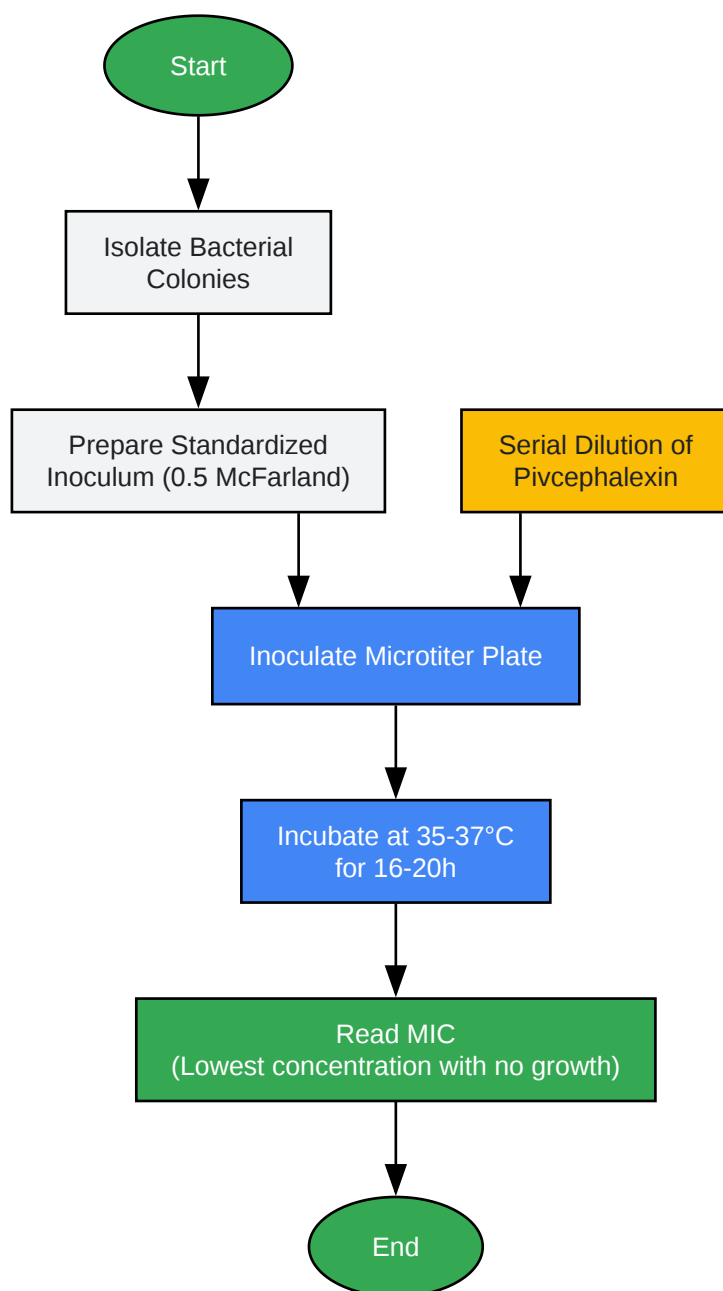 Start
Isolate Bacterial
Colonies
Prepare Standardized
Inoculum (0.5 McFarland)
Serial Dilution of
Pivcephalexin
Inoculate Microtiter Plate
Incubate at 35-37°C
for 16-20h
Read MIC
(Lowest concentration with no growth)
End